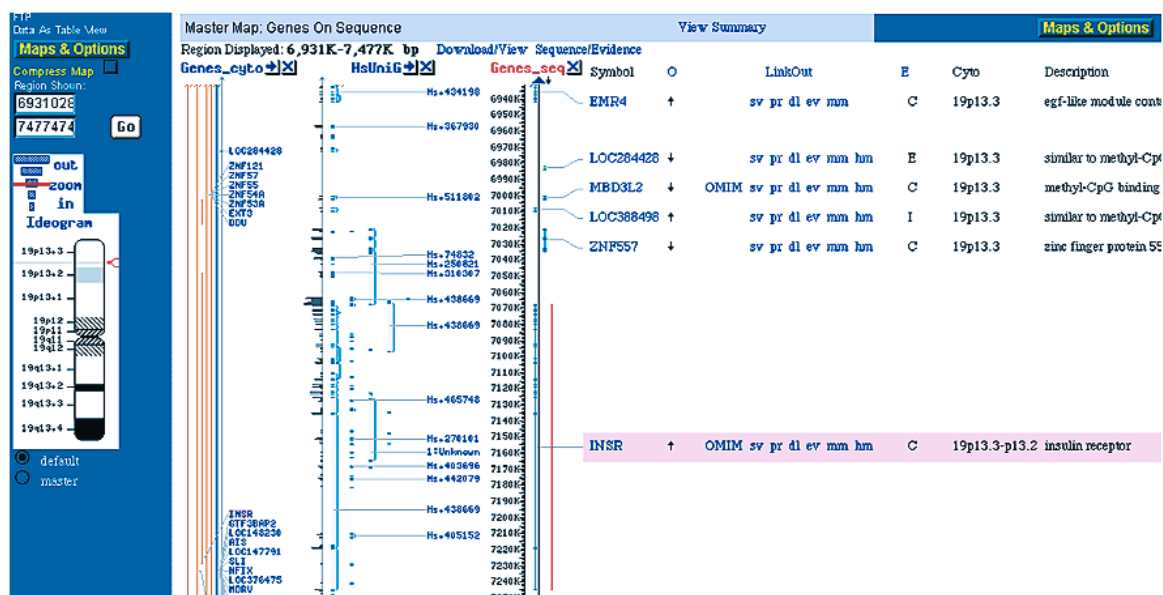 FTP
Data As Table View
Maps & Options
Compress Map
Region Shown:
6931028
7477474
Go
out
zoom
in
Ideogram
19p13.3
19p13.2
19p13.1
19p12
19p11
19q11
19q12
19q13.1
19q13.2
19q13.3
19q13.4
default
master
Master Map: Genes On Sequence View Summary Maps & Options
Region Displayed: 6,931K-7,477K bp Download/View Sequence/Evidence
Genes_cyto HsUniG Genes_seq Symbol O LinkOut E Cyto Description
LOC284428
ZNF121
ZNF57
ZNF55
ZNF54A
ZNF53A
EXT3
DDU
INSR
GTF3BAP2
LOC148230
AIS
LOC147791
SLI
NFIX
LOC376475
MDRV
Hs.434198
Hs.367930
Hs.511802
Hs.74832
Hs.250821
Hs.310307
Hs.438669
Hs.438669
Hs.465748
Hs.270101
1:Unknown
Hs.403696
Hs.442079
Hs.438669
Hs.405152
6940K
6950K
6960K
6970K
6980K
6990K
7000K
7010K
7020K
7030K
7040K
7050K
7060K
7070K
7080K
7090K
7100K
7110K
7120K
7130K
7140K
7150K
7160K
7170K
7180K
7190K
7200K
7210K
7220K
7230K
7240K
EMR4 ↑ sv pr dl ev mm C 19p13.3 egf-like module cont
LOC284428 ↓ sv pr dl ev mm hm E 19p13.3 similar to methyl-Cp
MBD3L2 ↓ OMIM sv pr dl ev mm hm C 19p13.3 methyl-CpG binding
LOC388498 ↑ sv pr dl ev mm hm I 19p13.3 similar to methyl-Cp
ZNF557 ↓ sv pr dl ev mm hm C 19p13.3 zinc finger protein 55
INSR ↑ OMIM sv pr dl ev mm hm C 19p13.3-p13.2 insulin receptor